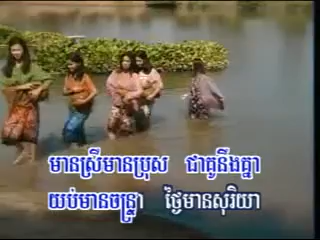 មានស្រីមានប្រុស ជាគូនឹងគ្នា
យប់មានចន្ទ្រា ថ្ងៃមានសុរិយា